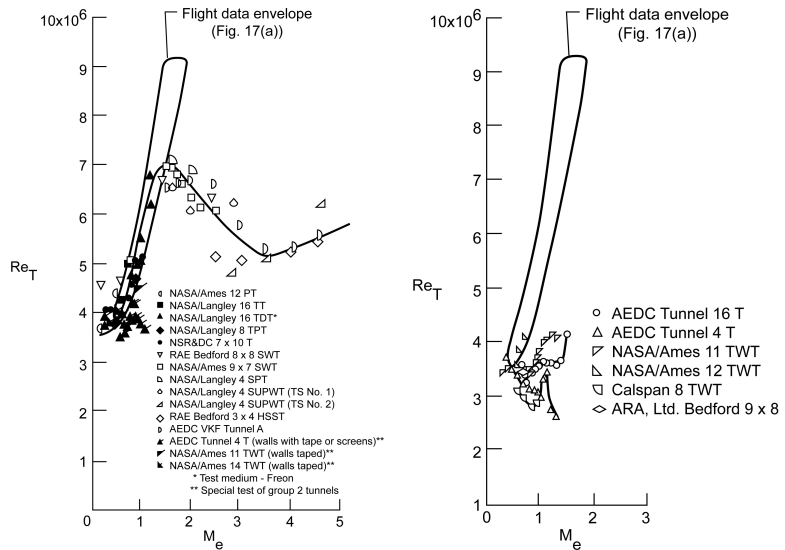 10x10⁶
Flight data envelope
(Fig. 17(a))
9
8
7
6
5
4
3
2
1
Re_T
NASA/Ames 12 PT
NASA/Langley 16 TT
NASA/Langley 16 TDT*
NASA/Langley 8 TPT
NSR&DC 7 x 10 T
RAE Bedford 8 x 8 SWT
NASA/Ames 9 x 7 SWT
NASA/Langley 4 SPT
NASA/Langley 4 SUPWT (TS No. 1)
NASA/Langley 4 SUPWT (TS No. 2)
RAE Bedford 3 x 4 HSST
AEDC VKF Tunnel A
AEDC Tunnel 4 T (walls with tape or screens)**
NASA/Ames 11 TWT (walls taped)**
NASA/Ames 14 TWT (walls taped)**
* Test medium - Freon
** Special test of group 2 tunnels
0 1 2 3 4 5
M_e
10x10⁶
Flight data envelope
(Fig. 17(a))
9
8
7
6
5
4
3
2
1
Re_T
AEDC Tunnel 16 T
AEDC Tunnel 4 T
NASA/Ames 11 TWT
NASA/Ames 12 TWT
Calspan 8 TWT
ARA, Ltd. Bedford 9 x 8
0 1 2 3
M_e